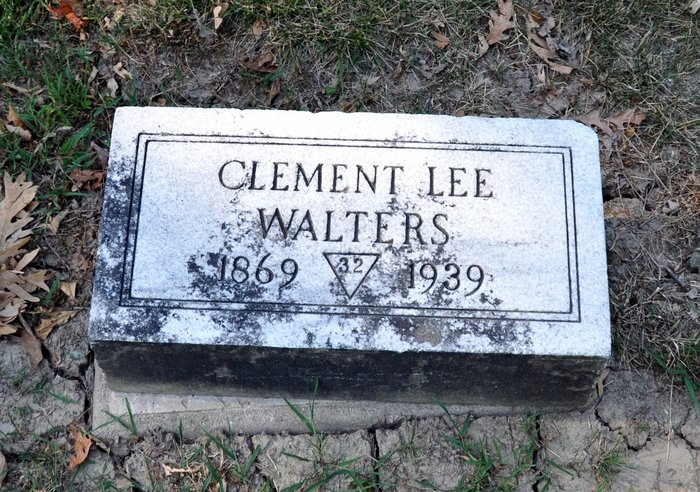 CLEMENT LEE
WALTERS
1869 32 1939